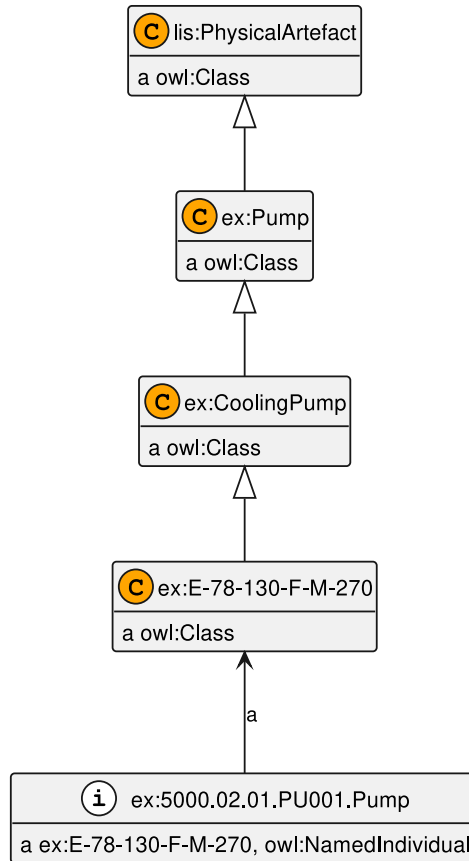 C lis:PhysicalArtefact
a owl:Class
C ex:Pump
a owl:Class
C ex:CoolingPump
a owl:Class
C ex:E-78-130-F-M-270
a owl:Class
a
i ex:5000.02.01.PU001.Pump
a ex:E-78-130-F-M-270, owl:NamedIndividual